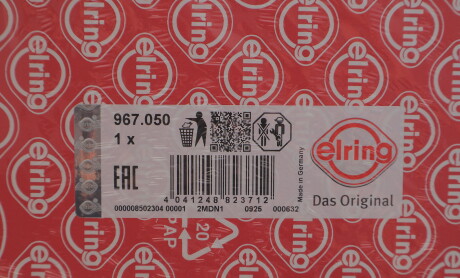 967.050
1 x
EAC
4 041248 823712
000008502304 00001 2MDN1 0925 000632
Made in Germany
elring
Das Original
20
PAP